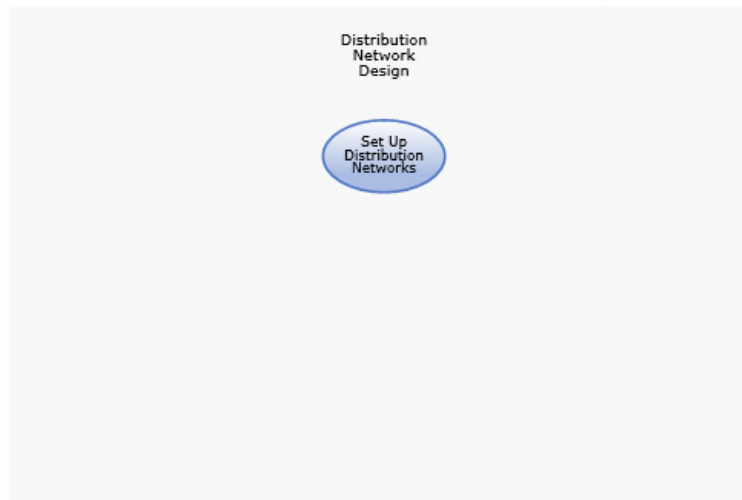 Distribution
Network
Design
Set Up
Distribution
Networks